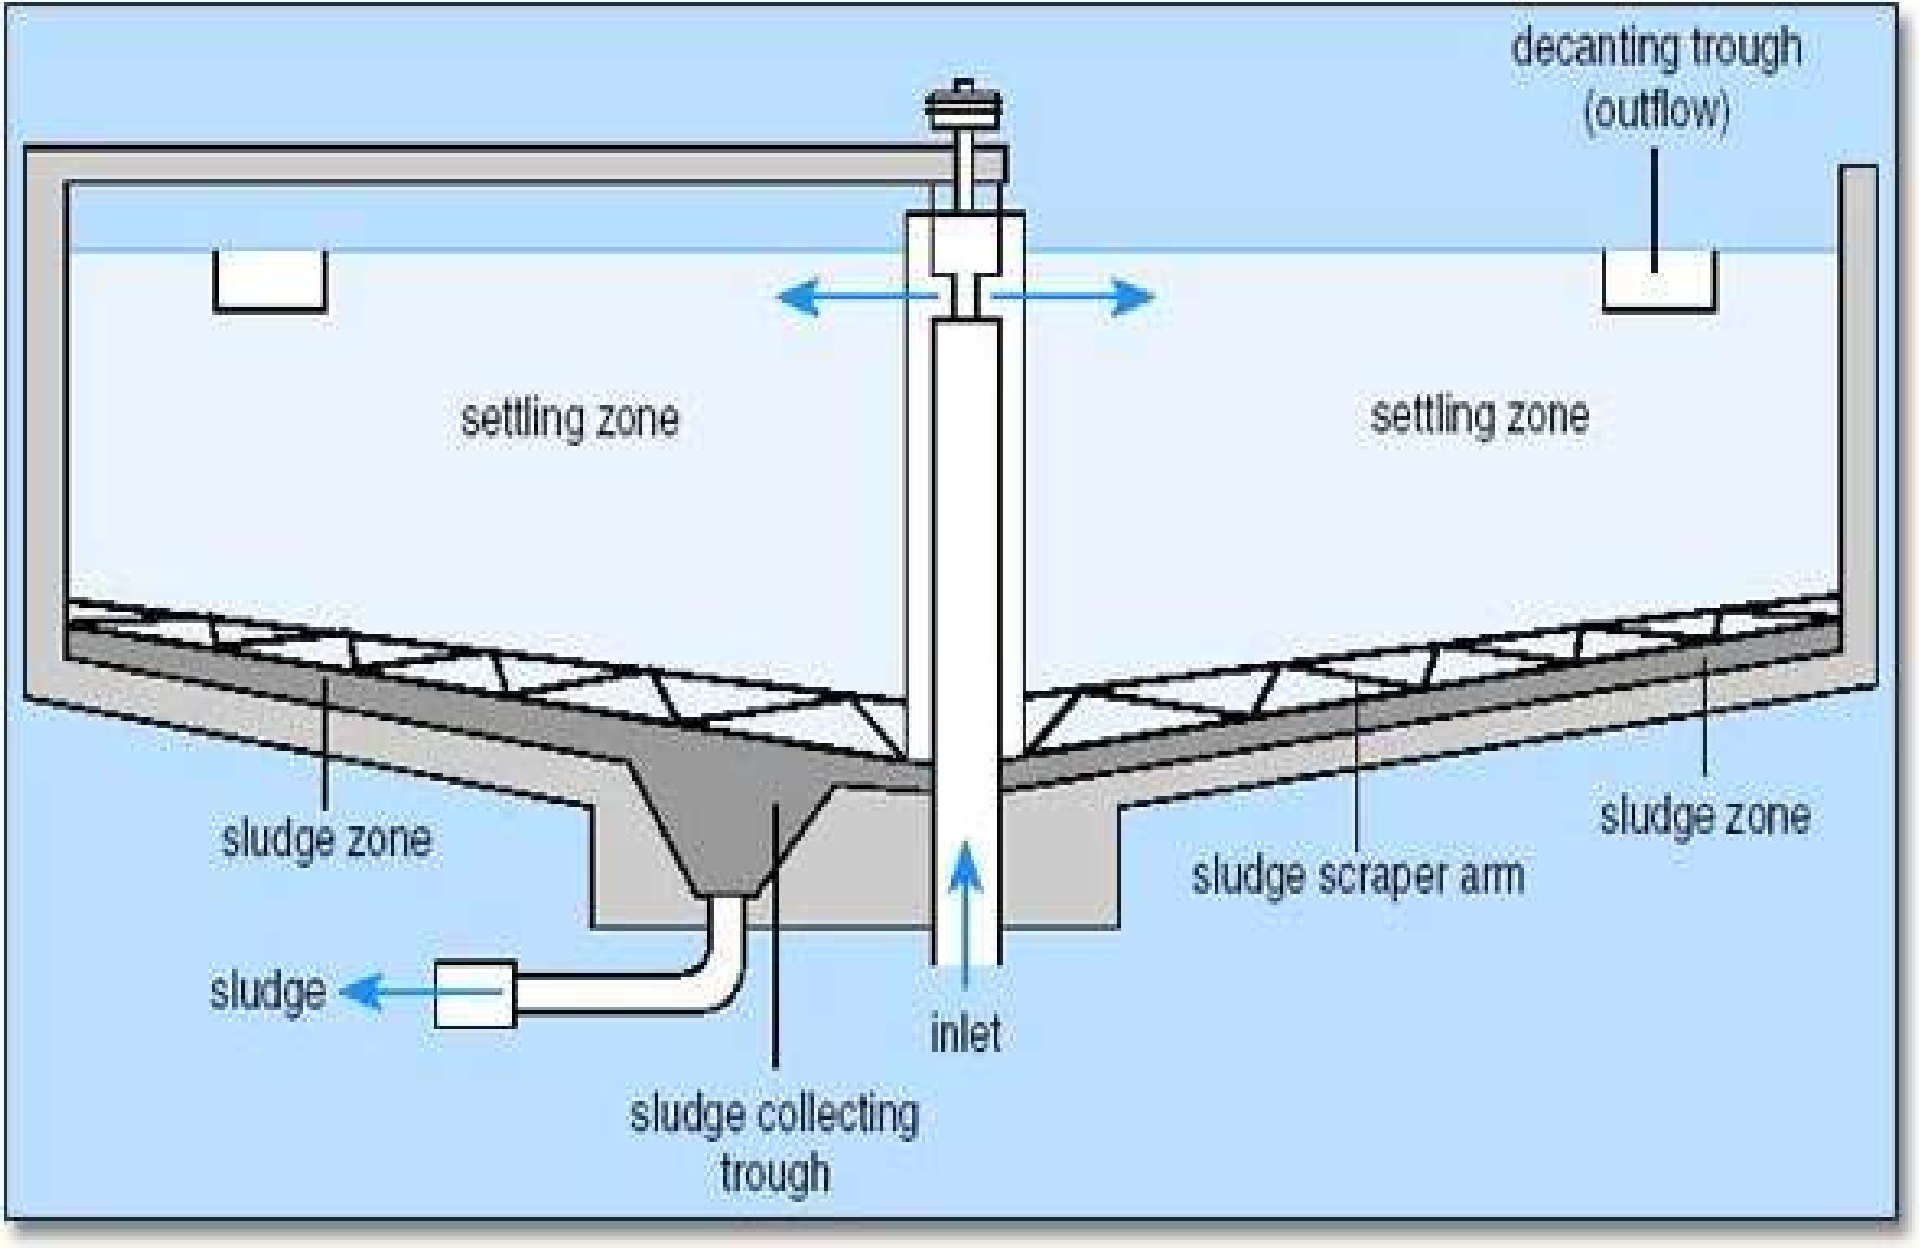 decanting trough
(outflow)
settling zone
settling zone
sludge zone
sludge zone
sludge scraper arm
sludge
inlet
sludge collecting
trough